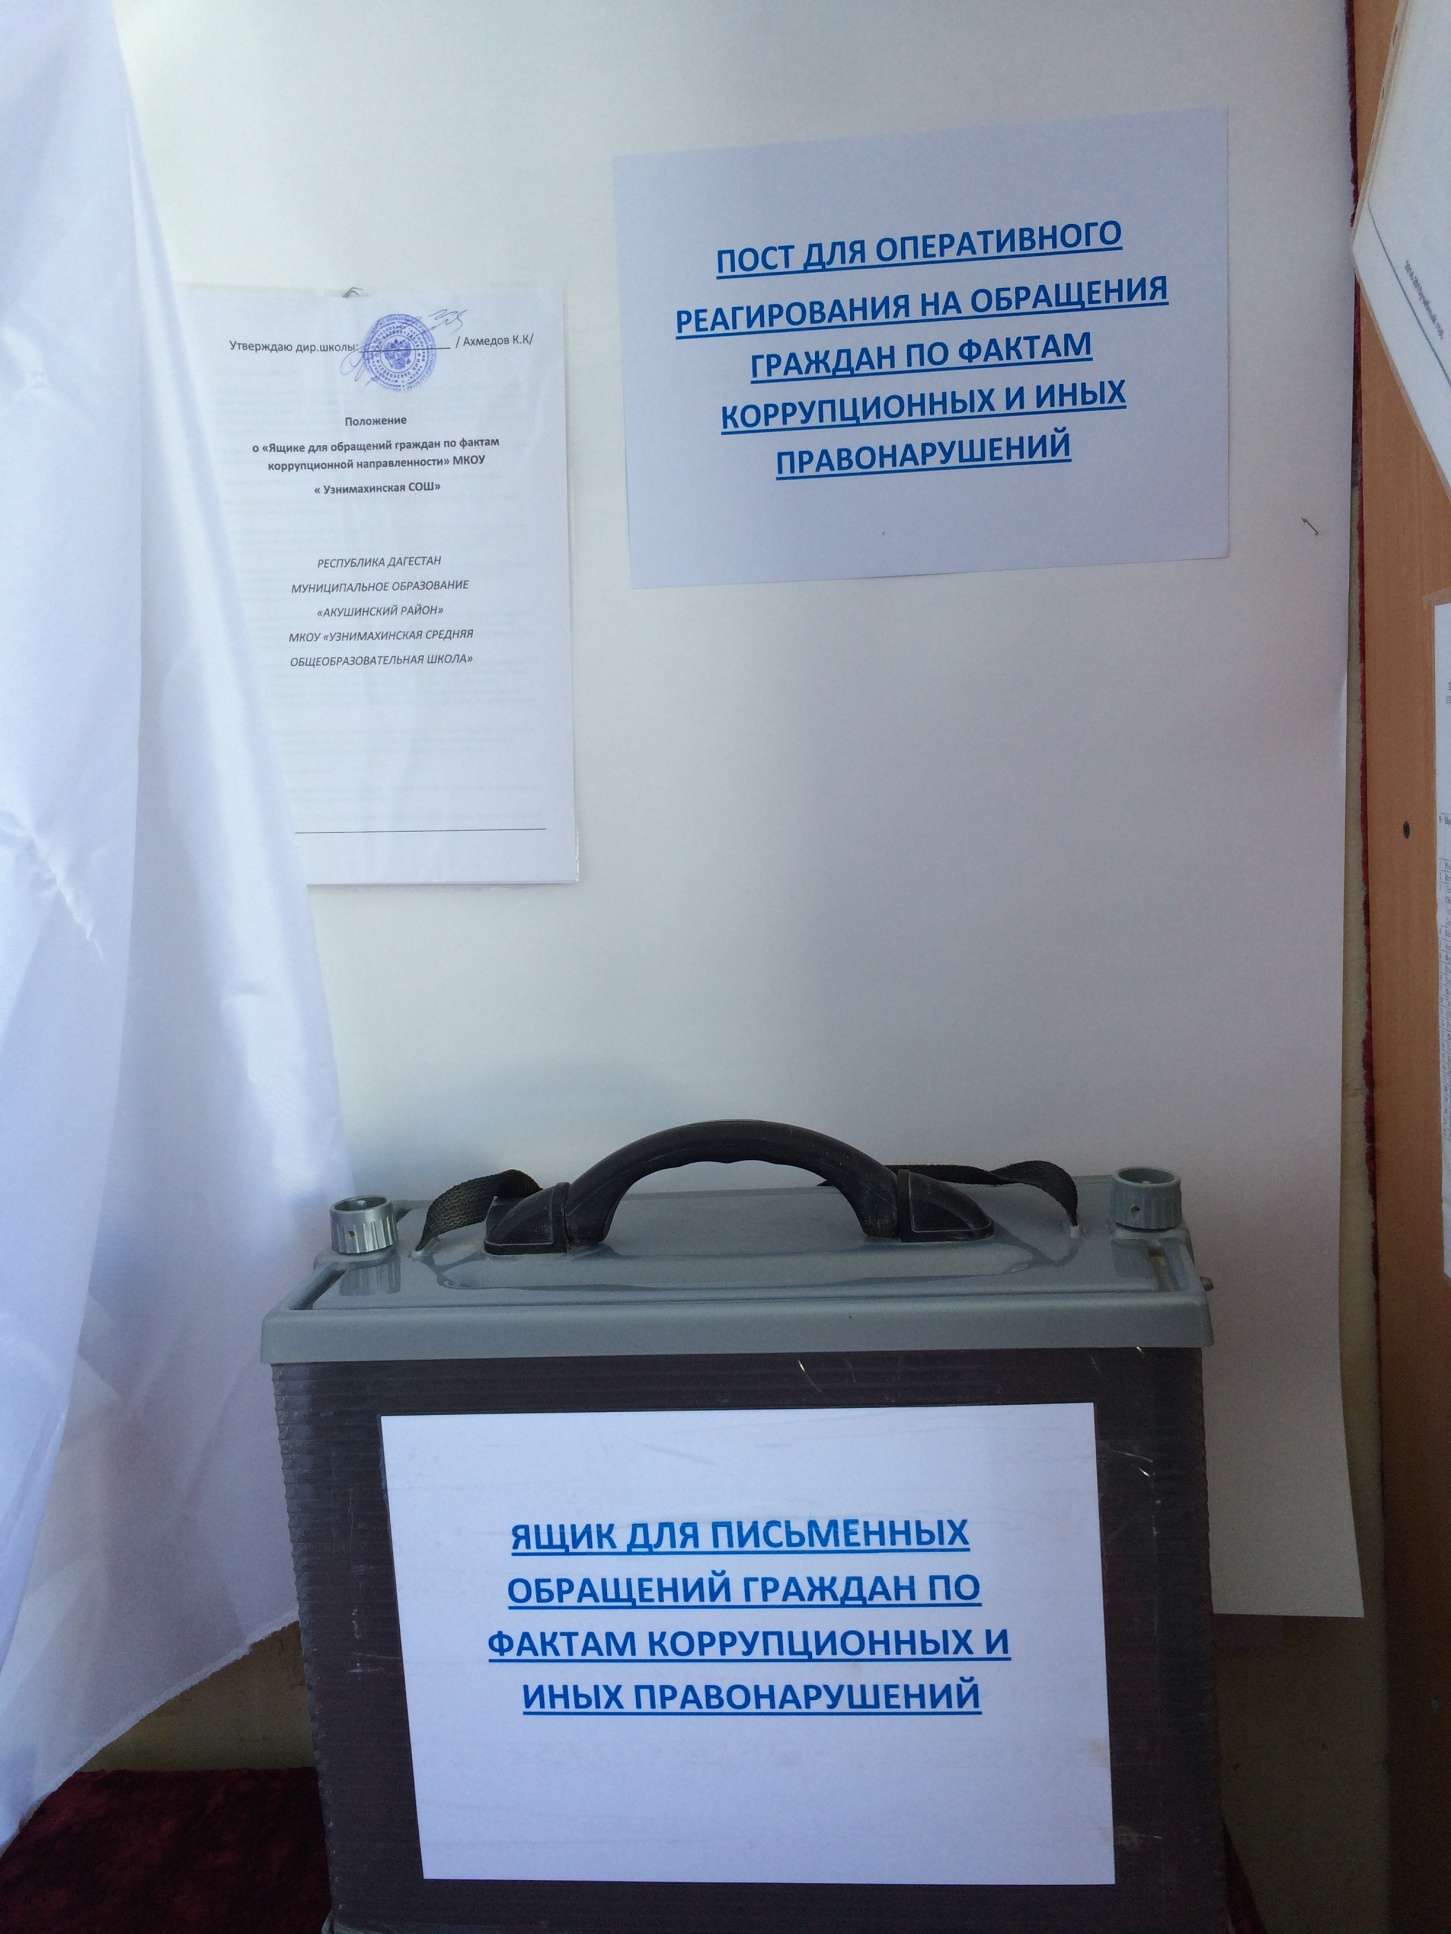 ПОСТ ДЛЯ ОПЕРАТИВНОГО
РЕАГИРОВАНИЯ НА ОБРАЩЕНИЯ
ГРАЖДАН ПО ФАКТАМ
КОРРУПЦИОННЫХ И ИНЫХ
ПРАВОНАРУШЕНИЙ
Утверждаю дир.школы: / Ахмедов К.К/
Положение
о «Ящике для обращений граждан по фактам
коррупционной направленности» МКОУ
« Узнимахинская СОШ»
РЕСПУБЛИКА ДАГЕСТАН
МУНИЦИПАЛЬНОЕ ОБРАЗОВАНИЕ
«АКУШИНСКИЙ РАЙОН»
МКОУ «УЗНИМАХИНСКАЯ СРЕДНЯЯ
ОБЩЕОБРАЗОВАТЕЛЬНАЯ ШКОЛА»
ЯЩИК ДЛЯ ПИСЬМЕННЫХ
ОБРАЩЕНИЙ ГРАЖДАН ПО
ФАКТАМ КОРРУПЦИОННЫХ И
ИНЫХ ПРАВОНАРУШЕНИЙ